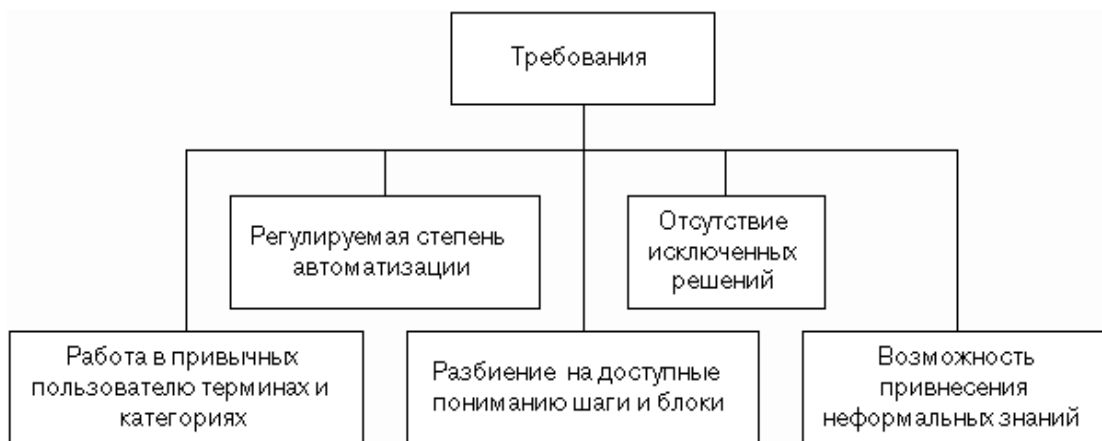 Требования
Регулируемая степень
автоматизации
Отсутствие
исключенных
решений
Работа в привычных
пользователю терминах и
категориях
Разбиение на доступные
пониманию шаги и блоки
Возможность
привнесения
неформальных знаний